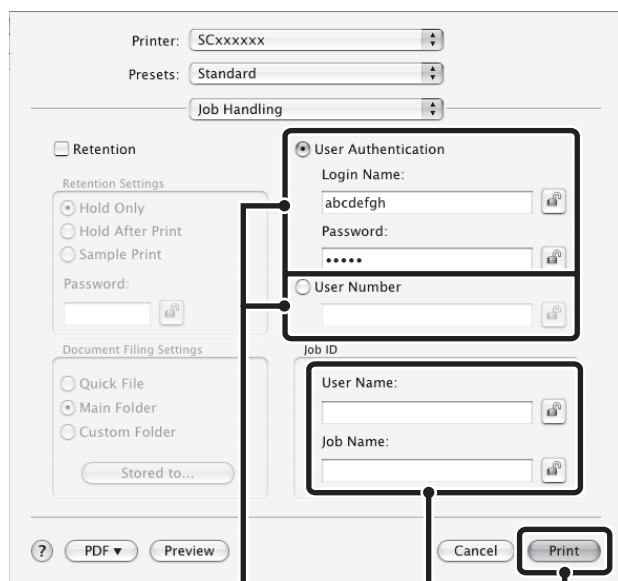 Printer: SCxxxxxx
Presets: Standard
Job Handling
Retention
Retention Settings
Hold Only
Hold After Print
Sample Print
Password:
Document Filing Settings
Quick File
Main Folder
Custom Folder
Stored to...
User Authentication
Login Name:
abcdefgh
Password:
•••••
User Number
Job ID
User Name:
Job Name:
? PDF ▼ Preview Cancel Print